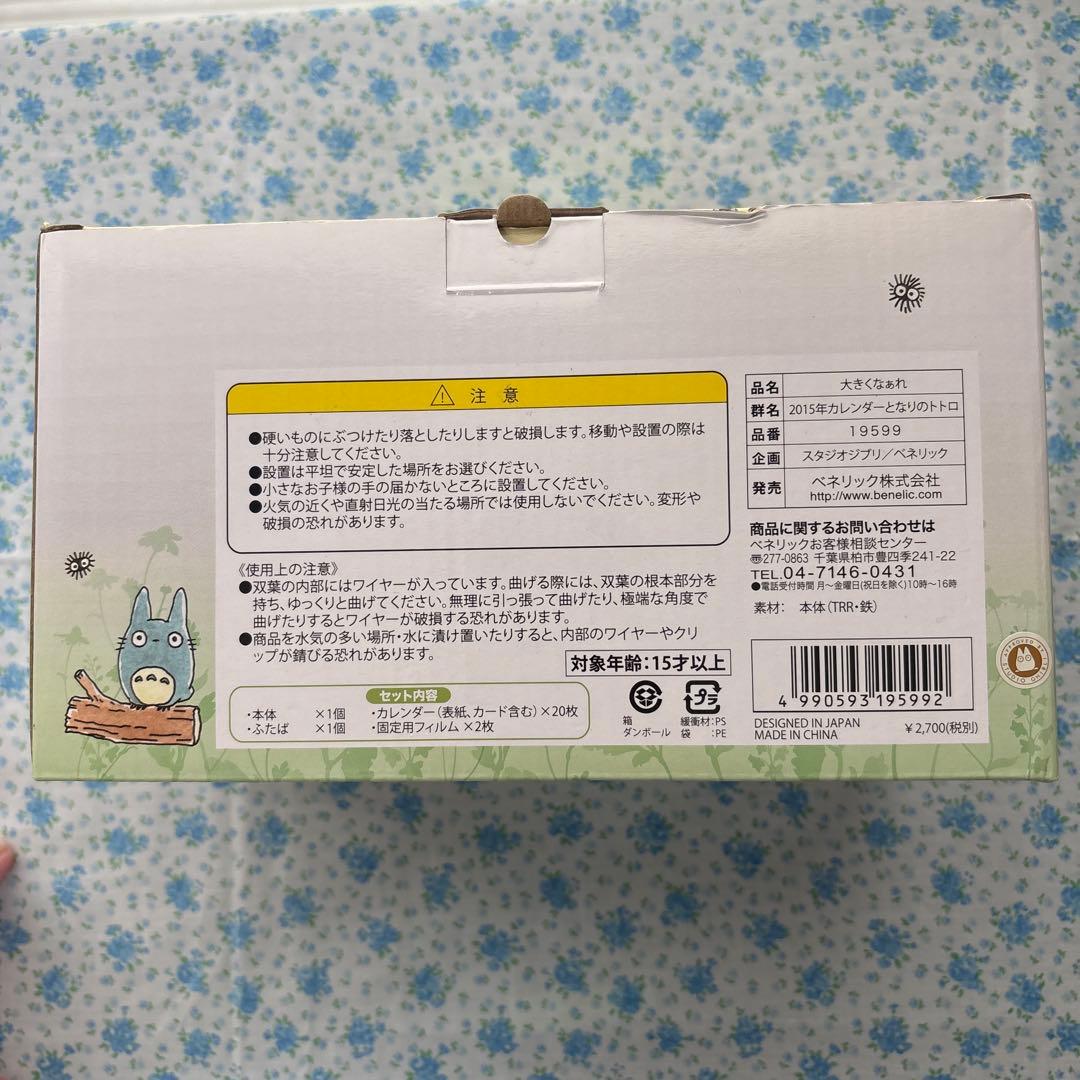 ⚠ 注意
●硬いものにぶつけたり落としたりしますと破損します。移動や設置の際は
十分注意してください。
●設置は平坦で安定した場所をお選びください。
●小さなお子様の手の届かないところに設置してください。
●火気の近くや直射日光の当たる場所では使用しないでください。変形や
破損の恐れがあります。
《使用上の注意》
●双葉の内部にはワイヤーが入っています。曲げる際には、双葉の根本部分を
持ち、ゆっくりと曲げてください。無理に引っ張って曲げたり、極端な角度で
曲げたりするとワイヤーが破損する恐れがあります。
●商品を水気の多い場所・水に漬け置いたりすると、内部のワイヤーやクリ
ップが錆びる恐れがあります。
対象年齢：15才以上
セット内容
・本体 ×1個 ・カレンダー（表紙、カード含む）×20枚
・ふたば ×1個 ・固定用フィルム ×2枚
プラ
箱 緩衝材：PS
ダンボール 袋 ：PE
品名 大きくなぁれ
群名 2015年カレンダーとなりのトトロ
品番 19599
企画 スタジオジブリ／ベネリック
発売 ベネリック株式会社
http://www.benelic.com
商品に関するお問い合わせは
ベネリックお客様相談センター
〒277-0863 千葉県柏市豊四季241-22
TEL.04-7146-0431
●電話受付時間 月～金曜日（祝日を除く）10時～16時
素材： 本体（TRR・鉄）
4 990593 195992
DESIGNED IN JAPAN
MADE IN CHINA
￥2,700（税別）